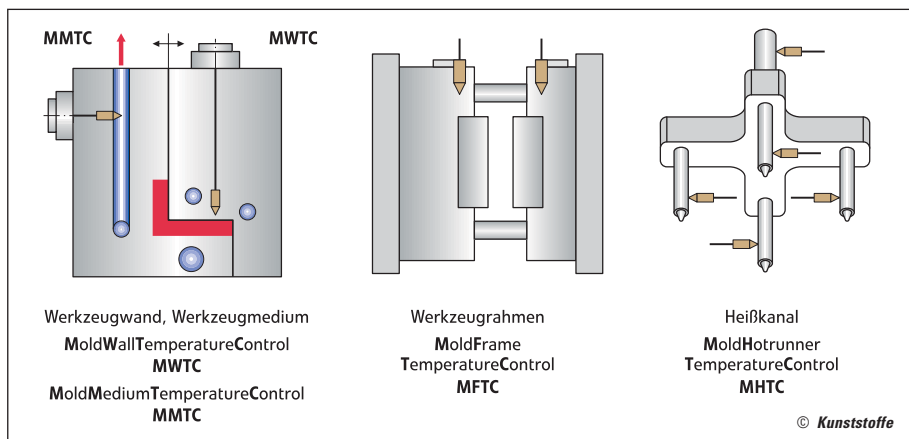 MMTC
MWTC
Werkzeugwand, Werkzeugmedium
MoldWallTemperatureControl
MWTC
MoldMediumTemperatureControl
MMTC
Werkzeugrahmen
MoldFrame
TemperatureControl
MFTC
Heißkanal
MoldHotrunner
TemperatureControl
MHTC
© Kunststoffe